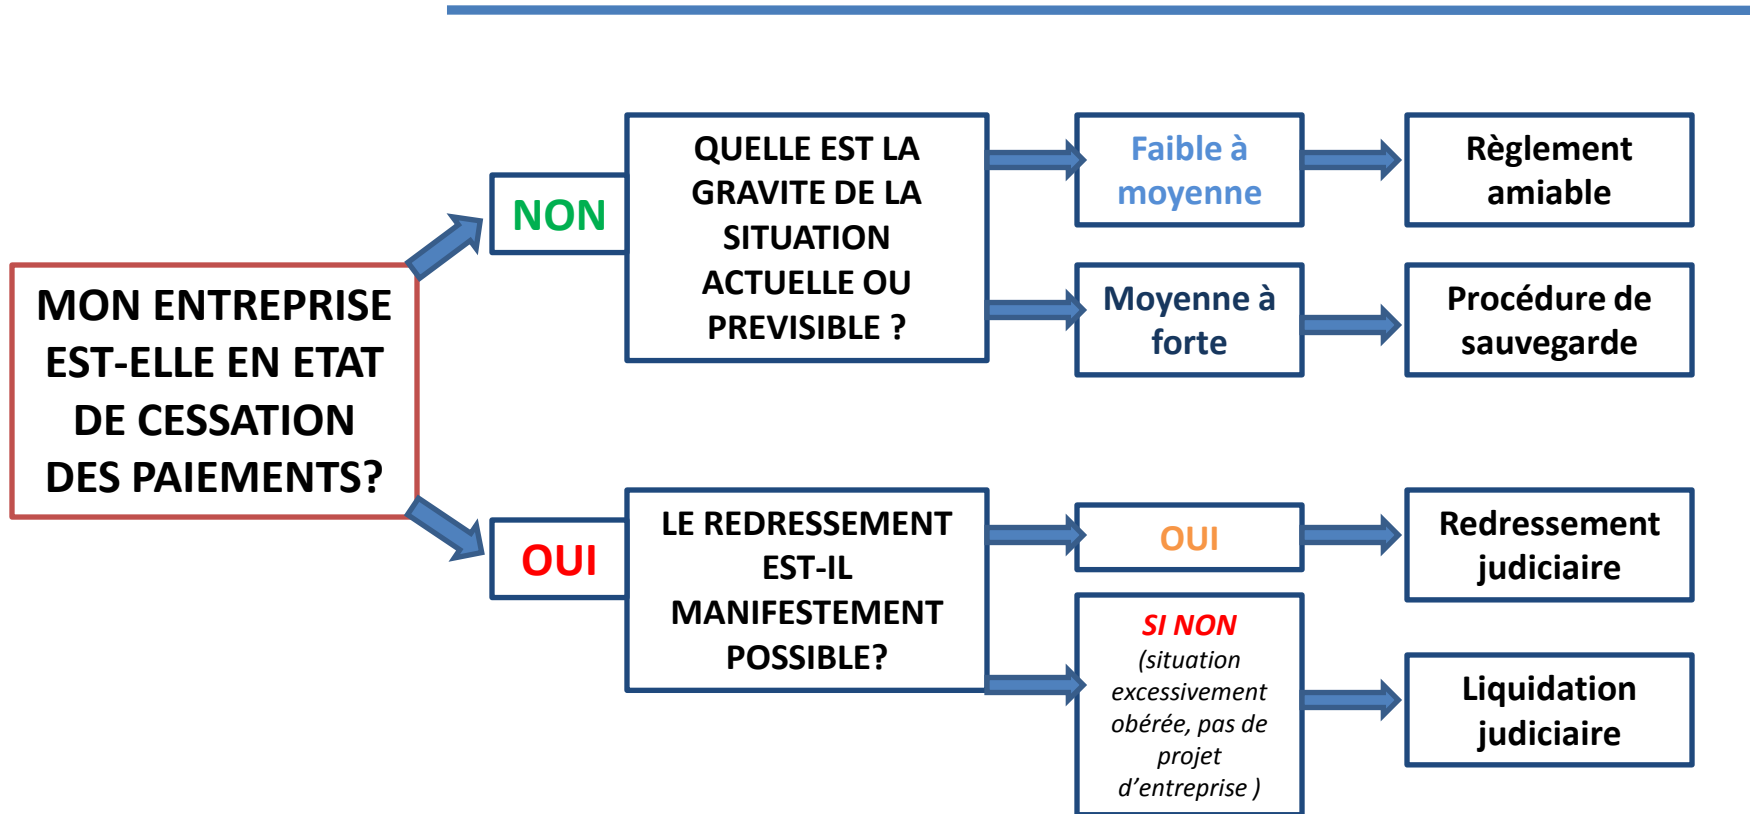 MON ENTREPRISE
EST-ELLE EN ETAT
DE CESSATION
DES PAIEMENTS?
NON
QUELLE EST LA
GRAVITE DE LA
SITUATION
ACTUELLE OU
PREVISIBLE ?
Faible à
moyenne
Règlement
amiable
Moyenne à
forte
Procédure de
sauvegarde
OUI
LE REDRESSEMENT
EST-IL
MANIFESTEMENT
POSSIBLE?
OUI
Redressement
judiciaire
SI NON
(situation
excessivement
obérée, pas de
projet
d’entreprise )
Liquidation
judiciaire